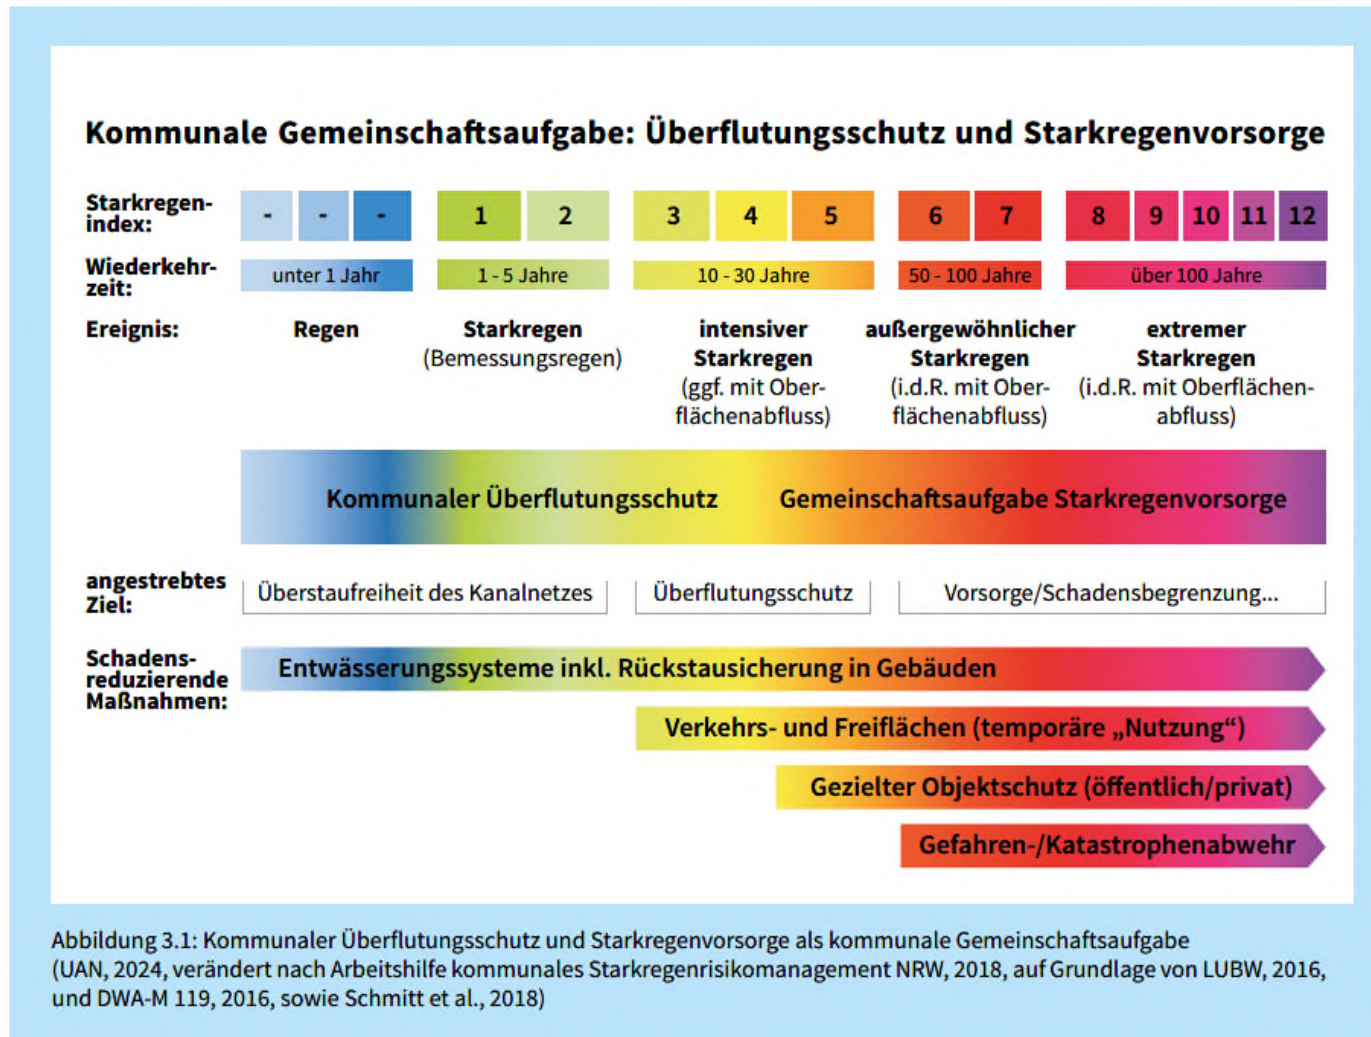 Kommunale Gemeinschaftsaufgabe: Überflutungsschutz und Starkregenvorsorge
Starkregen-
index:
- - - 1 2 3 4 5 6 7 8 9 10 11 12
Wiederkehr-
zeit:
unter 1 Jahr 1 - 5 Jahre 10 - 30 Jahre 50 - 100 Jahre über 100 Jahre
Ereignis:
Regen
Starkregen
(Bemessungsregen)
intensiver
Starkregen
(ggf. mit Ober-
flächenabfluss)
außergewöhnlicher
Starkregen
(i.d.R. mit Ober-
flächenabfluss)
extremer
Starkregen
(i.d.R. mit Oberflächen-
abfluss)
Kommunaler Überflutungsschutz Gemeinschaftsaufgabe Starkregenvorsorge
angestrebtes
Ziel:
Überstaufreiheit des Kanalnetzes Überflutungsschutz Vorsorge/Schadensbegrenzung...
Schadens-
reduzierende
Maßnahmen:
Entwässerungssysteme inkl. Rückstausicherung in Gebäuden
Verkehrs- und Freiflächen (temporäre „Nutzung“)
Gezielter Objektschutz (öffentlich/privat)
Gefahren-/Katastrophenabwehr
Abbildung 3.1: Kommunaler Überflutungsschutz und Starkregenvorsorge als kommunale Gemeinschaftsaufgabe
(UAN, 2024, verändert nach Arbeitshilfe kommunales Starkregenrisikomanagement NRW, 2018, auf Grundlage von LUBW, 2016,
und DWA-M 119, 2016, sowie Schmitt et al., 2018)